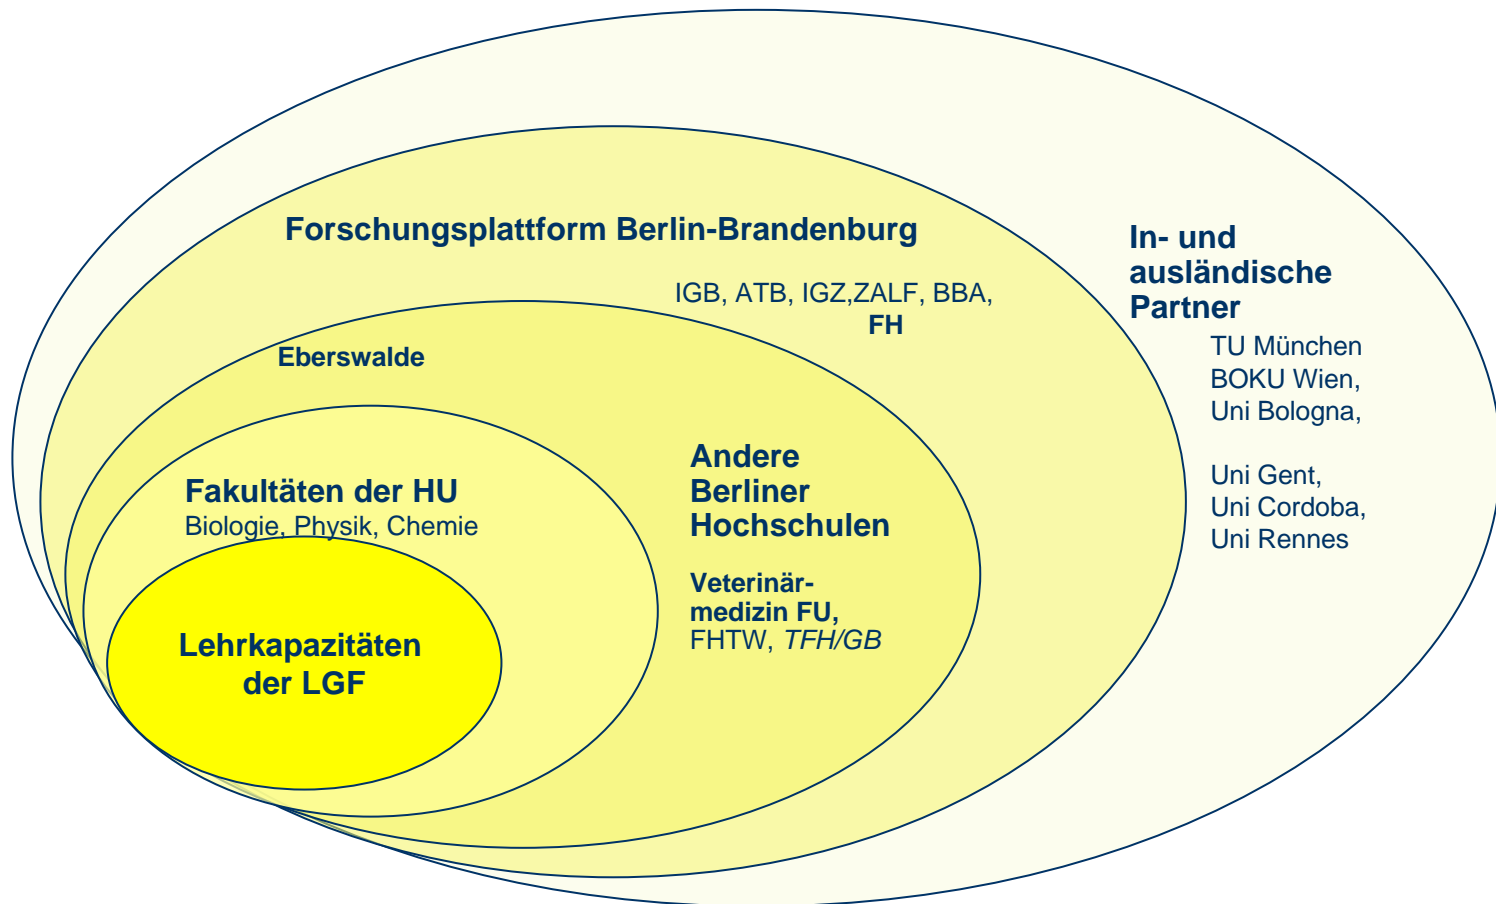 Forschungsplattform Berlin-Brandenburg
IGB, ATB, IGZ,ZALF, BBA,
FH
Eberswalde
In- und
ausländische
Partner
TU München
BOKU Wien,
Uni Bologna,
Uni Gent,
Uni Cordoba,
Uni Rennes
Andere
Berliner
Hochschulen
Veterinär-
medizin FU,
FHTW, TFH/GB
Fakultäten der HU
Biologie, Physik, Chemie
Lehrkapazitäten
der LGF